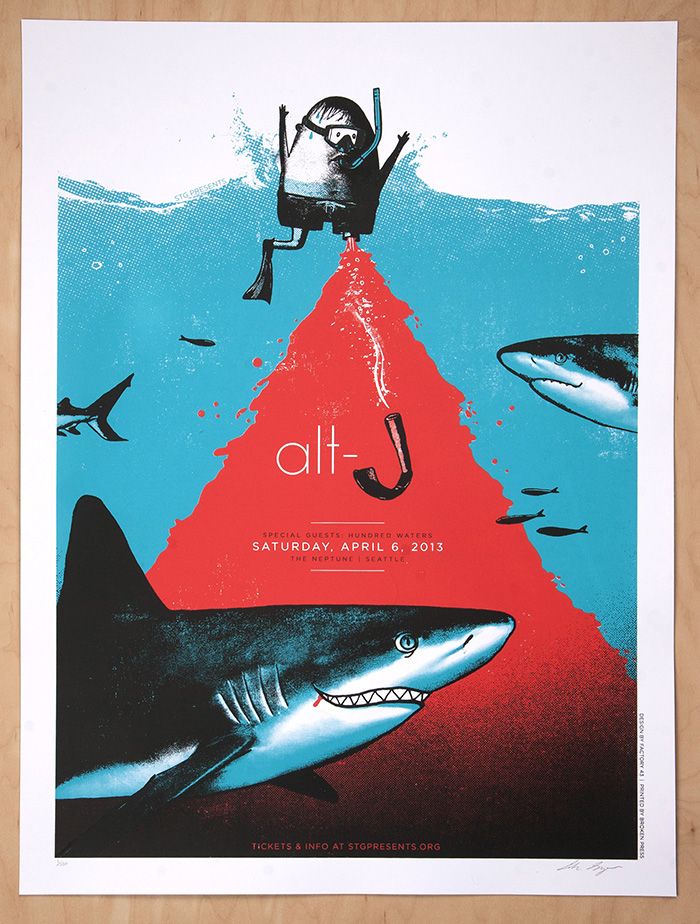 STG PRESENTS
alt-J
SPECIAL GUESTS: HUNDRED WATERS
SATURDAY, APRIL 6, 2013
THE NEPTUNE | SEATTLE
DESIGN BY FACTORY 43 | PRINTED BY BROKEN PRESS
TICKETS & INFO AT STGPRESENTS.ORG